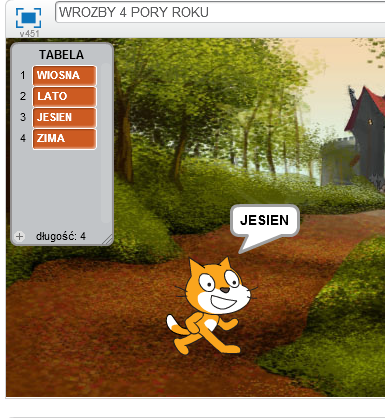 WROZBY 4 PORY ROKU
v451
TABELA
1 WIOSNA
2 LATO
3 JESIEN
4 ZIMA
+ długość: 4
JESIEN